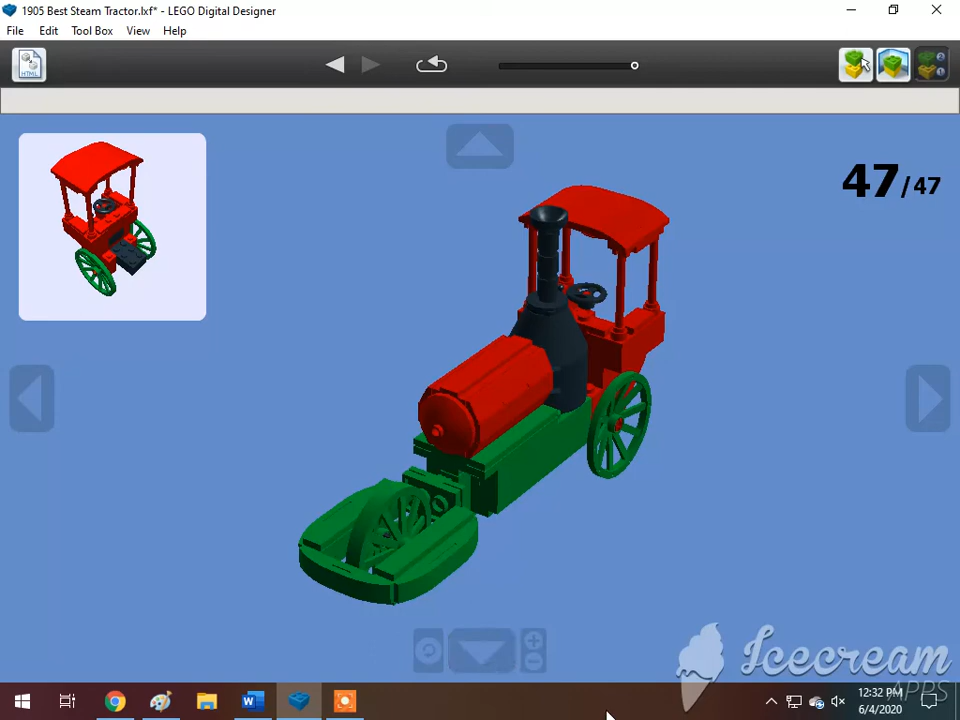 1905 Best Steam Tractor.lxf* - LEGO Digital Designer
File Edit Tool Box View Help
HTML
47/47
Icecream
APPS
W
12:32 PM
6/4/2020